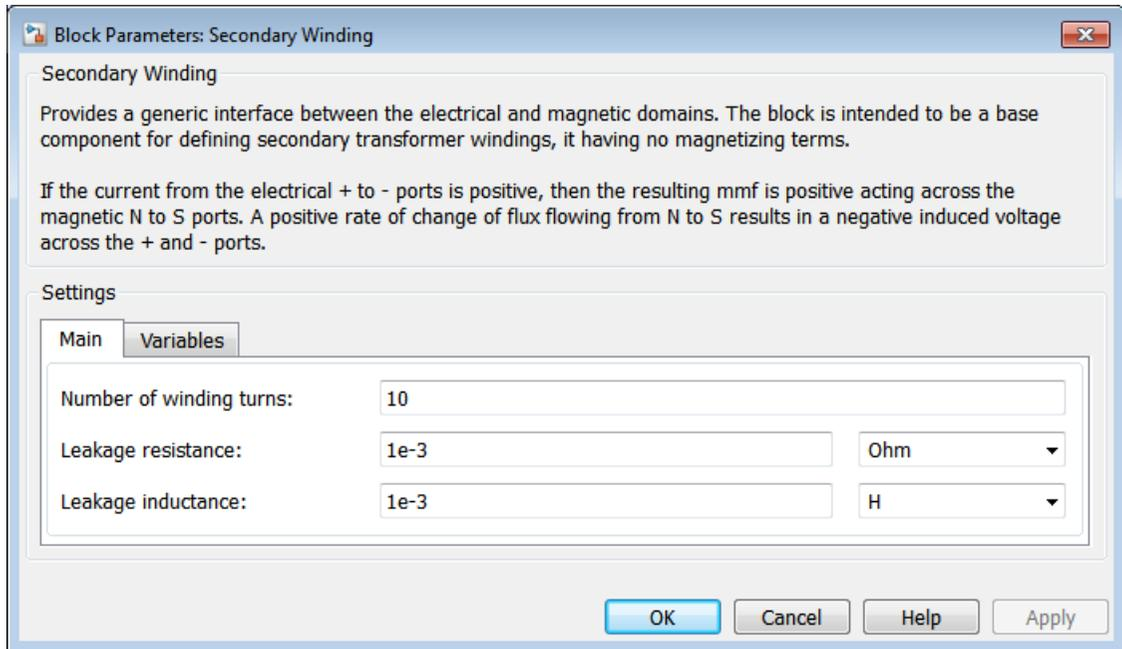 Block Parameters: Secondary Winding
Secondary Winding
Provides a generic interface between the electrical and magnetic domains. The block is intended to be a base
component for defining secondary transformer windings, it having no magnetizing terms.
If the current from the electrical + to - ports is positive, then the resulting mmf is positive acting across the
magnetic N to S ports. A positive rate of change of flux flowing from N to S results in a negative induced voltage
across the + and - ports.
Settings
Main Variables
Number of winding turns: 10
Leakage resistance: 1e-3 Ohm
Leakage inductance: 1e-3 H
OK Cancel Help Apply